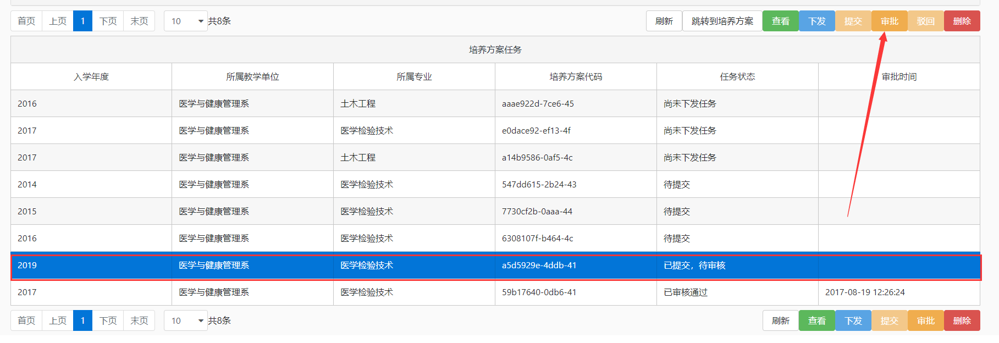 首页 上页 1 下页 末页 10 共8条 刷新 跳转到培养方案 查看 下发 提交 审批 驳回 删除
培养方案任务
入学年度 所属教学单位 所属专业 培养方案代码 任务状态 审批时间
2016 医学与健康管理系 土木工程 aaae922d-7ce6-45 尚未下发任务
2017 医学与健康管理系 医学检验技术 e0dace92-ef13-4f 尚未下发任务
2017 医学与健康管理系 土木工程 a14b9586-0af5-4c 尚未下发任务
2014 医学与健康管理系 医学检验技术 547dd615-2b24-43 待提交
2015 医学与健康管理系 医学检验技术 7730cf2b-0aaa-44 待提交
2016 医学与健康管理系 医学检验技术 6308107f-b464-4c 待提交
2019 医学与健康管理系 医学检验技术 a5d5929e-4ddb-41 已提交，待审核
2017 医学与健康管理系 医学检验技术 59b17640-0db6-41 已审核通过 2017-08-19 12:26:24
首页 上页 1 下页 末页 10 共8条 刷新 查看 下发 提交 审批 删除